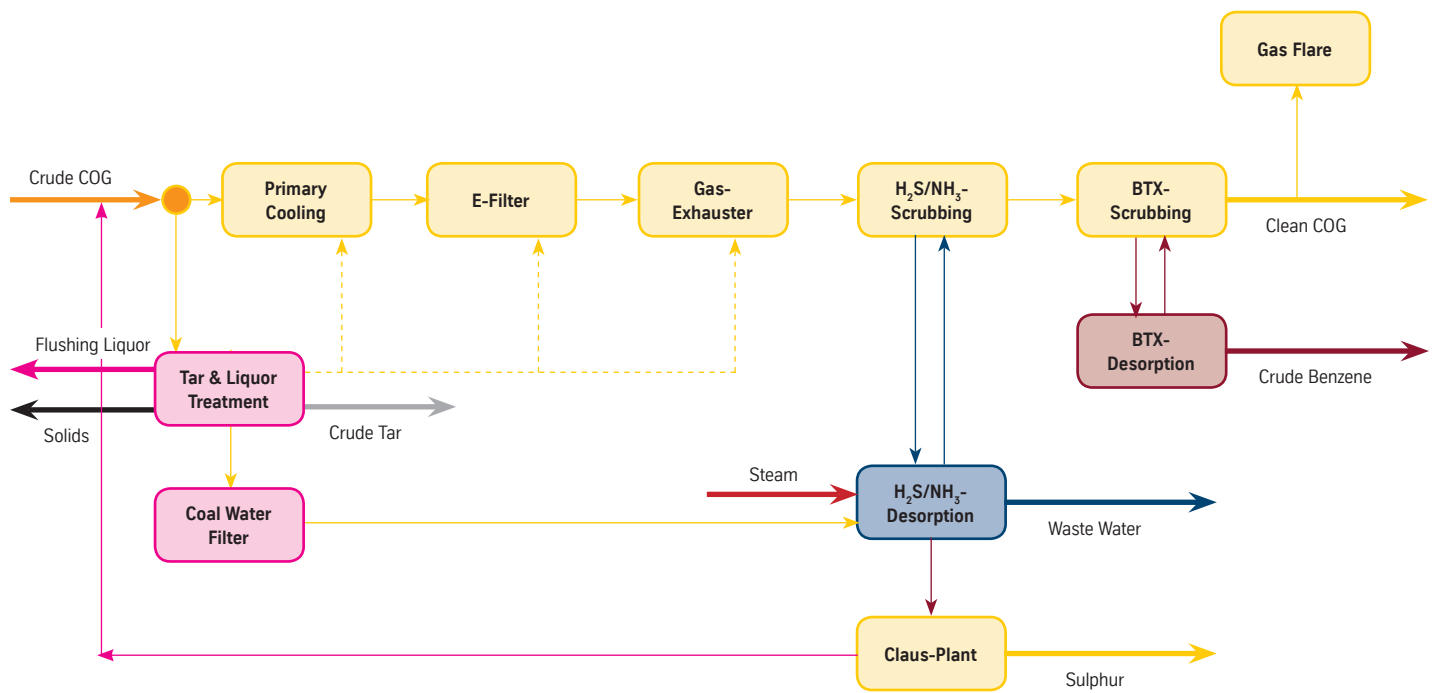 Gas Flare
Crude COG
Primary
Cooling
E-Filter
Gas-
Exhauster
H₂S/NH₃-
Scrubbing
BTX-
Scrubbing
Clean COG
Flushing Liquor
Tar & Liquor
Treatment
Solids
Crude Tar
BTX-
Desorption
Crude Benzene
Steam
Coal Water
Filter
H₂S/NH₃-
Desorption
Waste Water
Claus-Plant
Sulphur